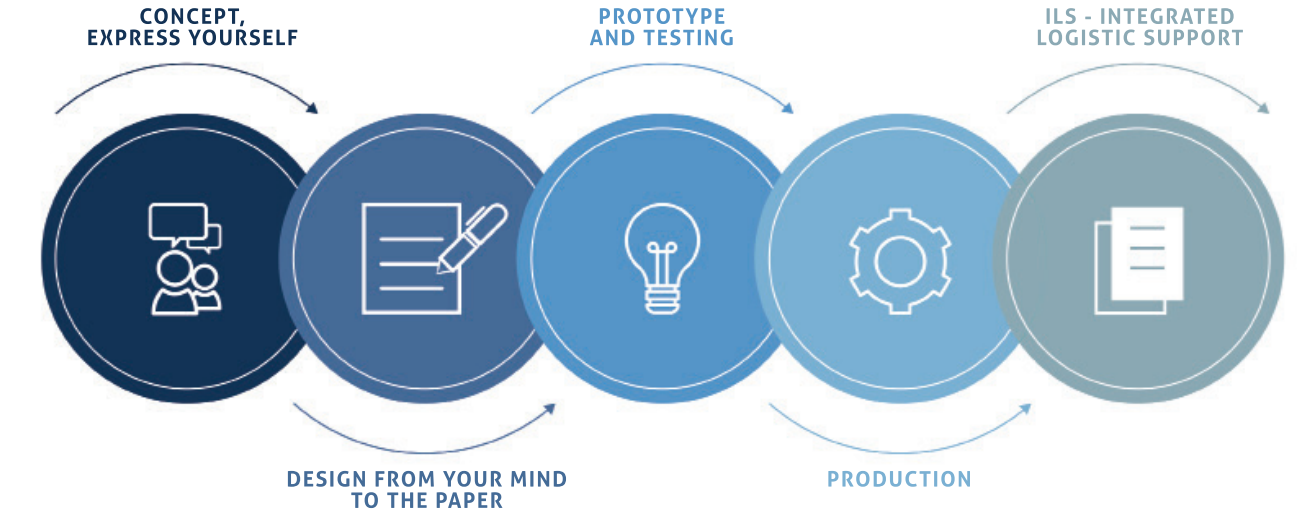 CONCEPT,
EXPRESS YOURSELF
DESIGN FROM YOUR MIND
TO THE PAPER
PROTOTYPE
AND TESTING
PRODUCTION
ILS - INTEGRATED
LOGISTIC SUPPORT